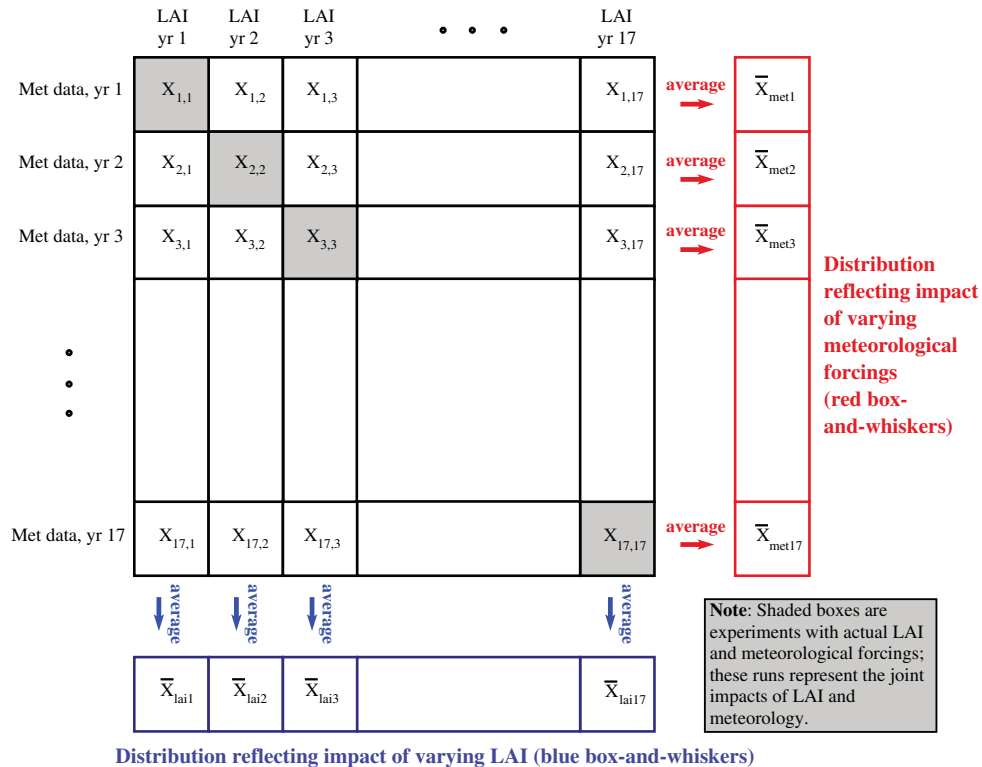 LAI yr 1
LAI yr 2
LAI yr 3
LAI yr 17
Met data, yr 1
X1,1
X1,2
X1,3
X1,17
average
X̅met1
Met data, yr 2
X2,1
X2,2
X2,3
X2,17
average
X̅met2
Met data, yr 3
X3,1
X3,2
X3,3
X3,17
average
X̅met3
Distribution
reflecting impact
of varying
meteorological
forcings
(red box-
and-whiskers)
Met data, yr 17
X17,1
X17,2
X17,3
X17,17
average
X̅met17
average
average
average
average
X̅lai1
X̅lai2
X̅lai3
X̅lai17
Note: Shaded boxes are
experiments with actual LAI
and meteorological forcings;
these runs represent the joint
impacts of LAI and
meteorology.
Distribution reflecting impact of varying LAI (blue box-and-whiskers)